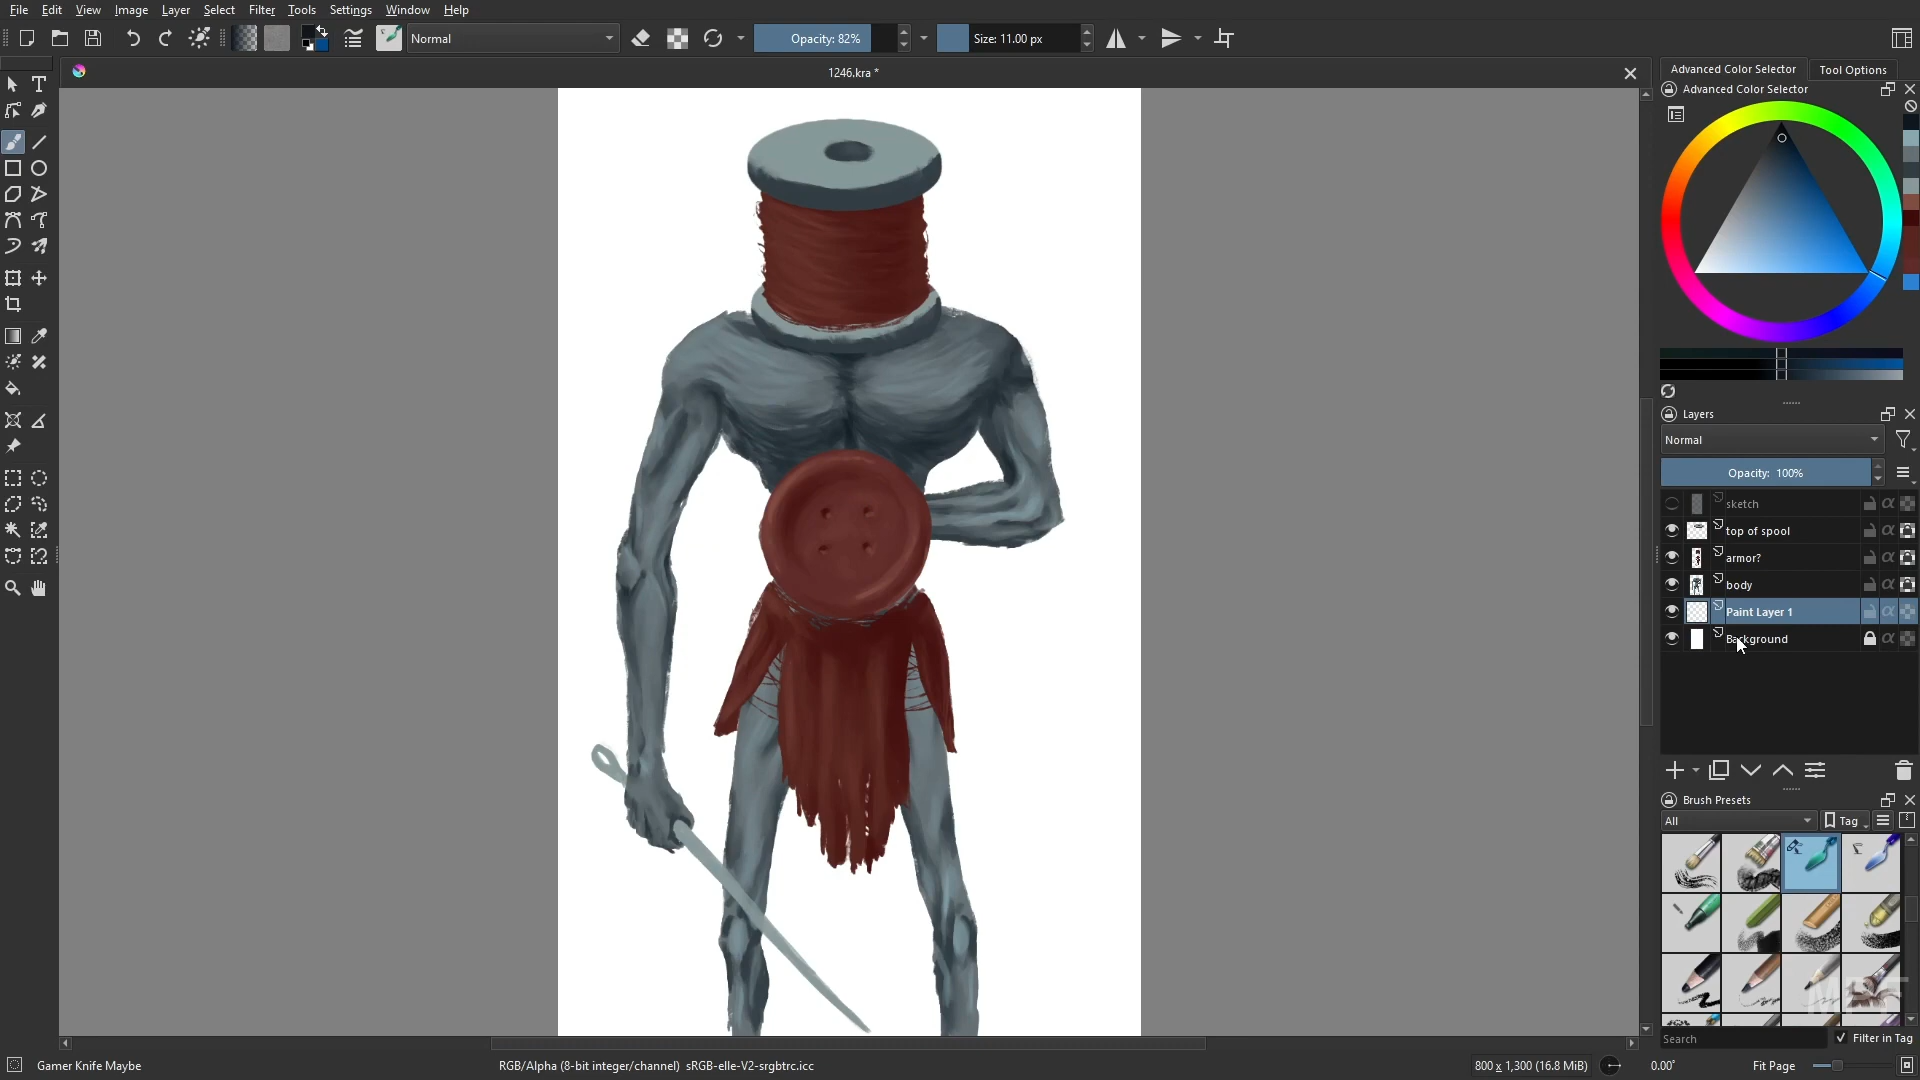 File Edit View Image Layer Select Filter Tools Settings Window Help
Normal
Opacity: 82%
Size: 11.00 px
1246.kra *
Advanced Color Selector
Tool Options
Advanced Color Selector
Layers
Normal
Opacity: 100%
sketch
top of spool
armor?
body
Paint Layer 1
Background
Brush Presets
All
Tag
Search
Filter in Tag
Gamer Knife Maybe
RGB/Alpha (8-bit integer/channel) sRGB-elle-V2-srgbtrc.icc
800 x 1,300 (16.8 MiB)
0.00°
Fit Page